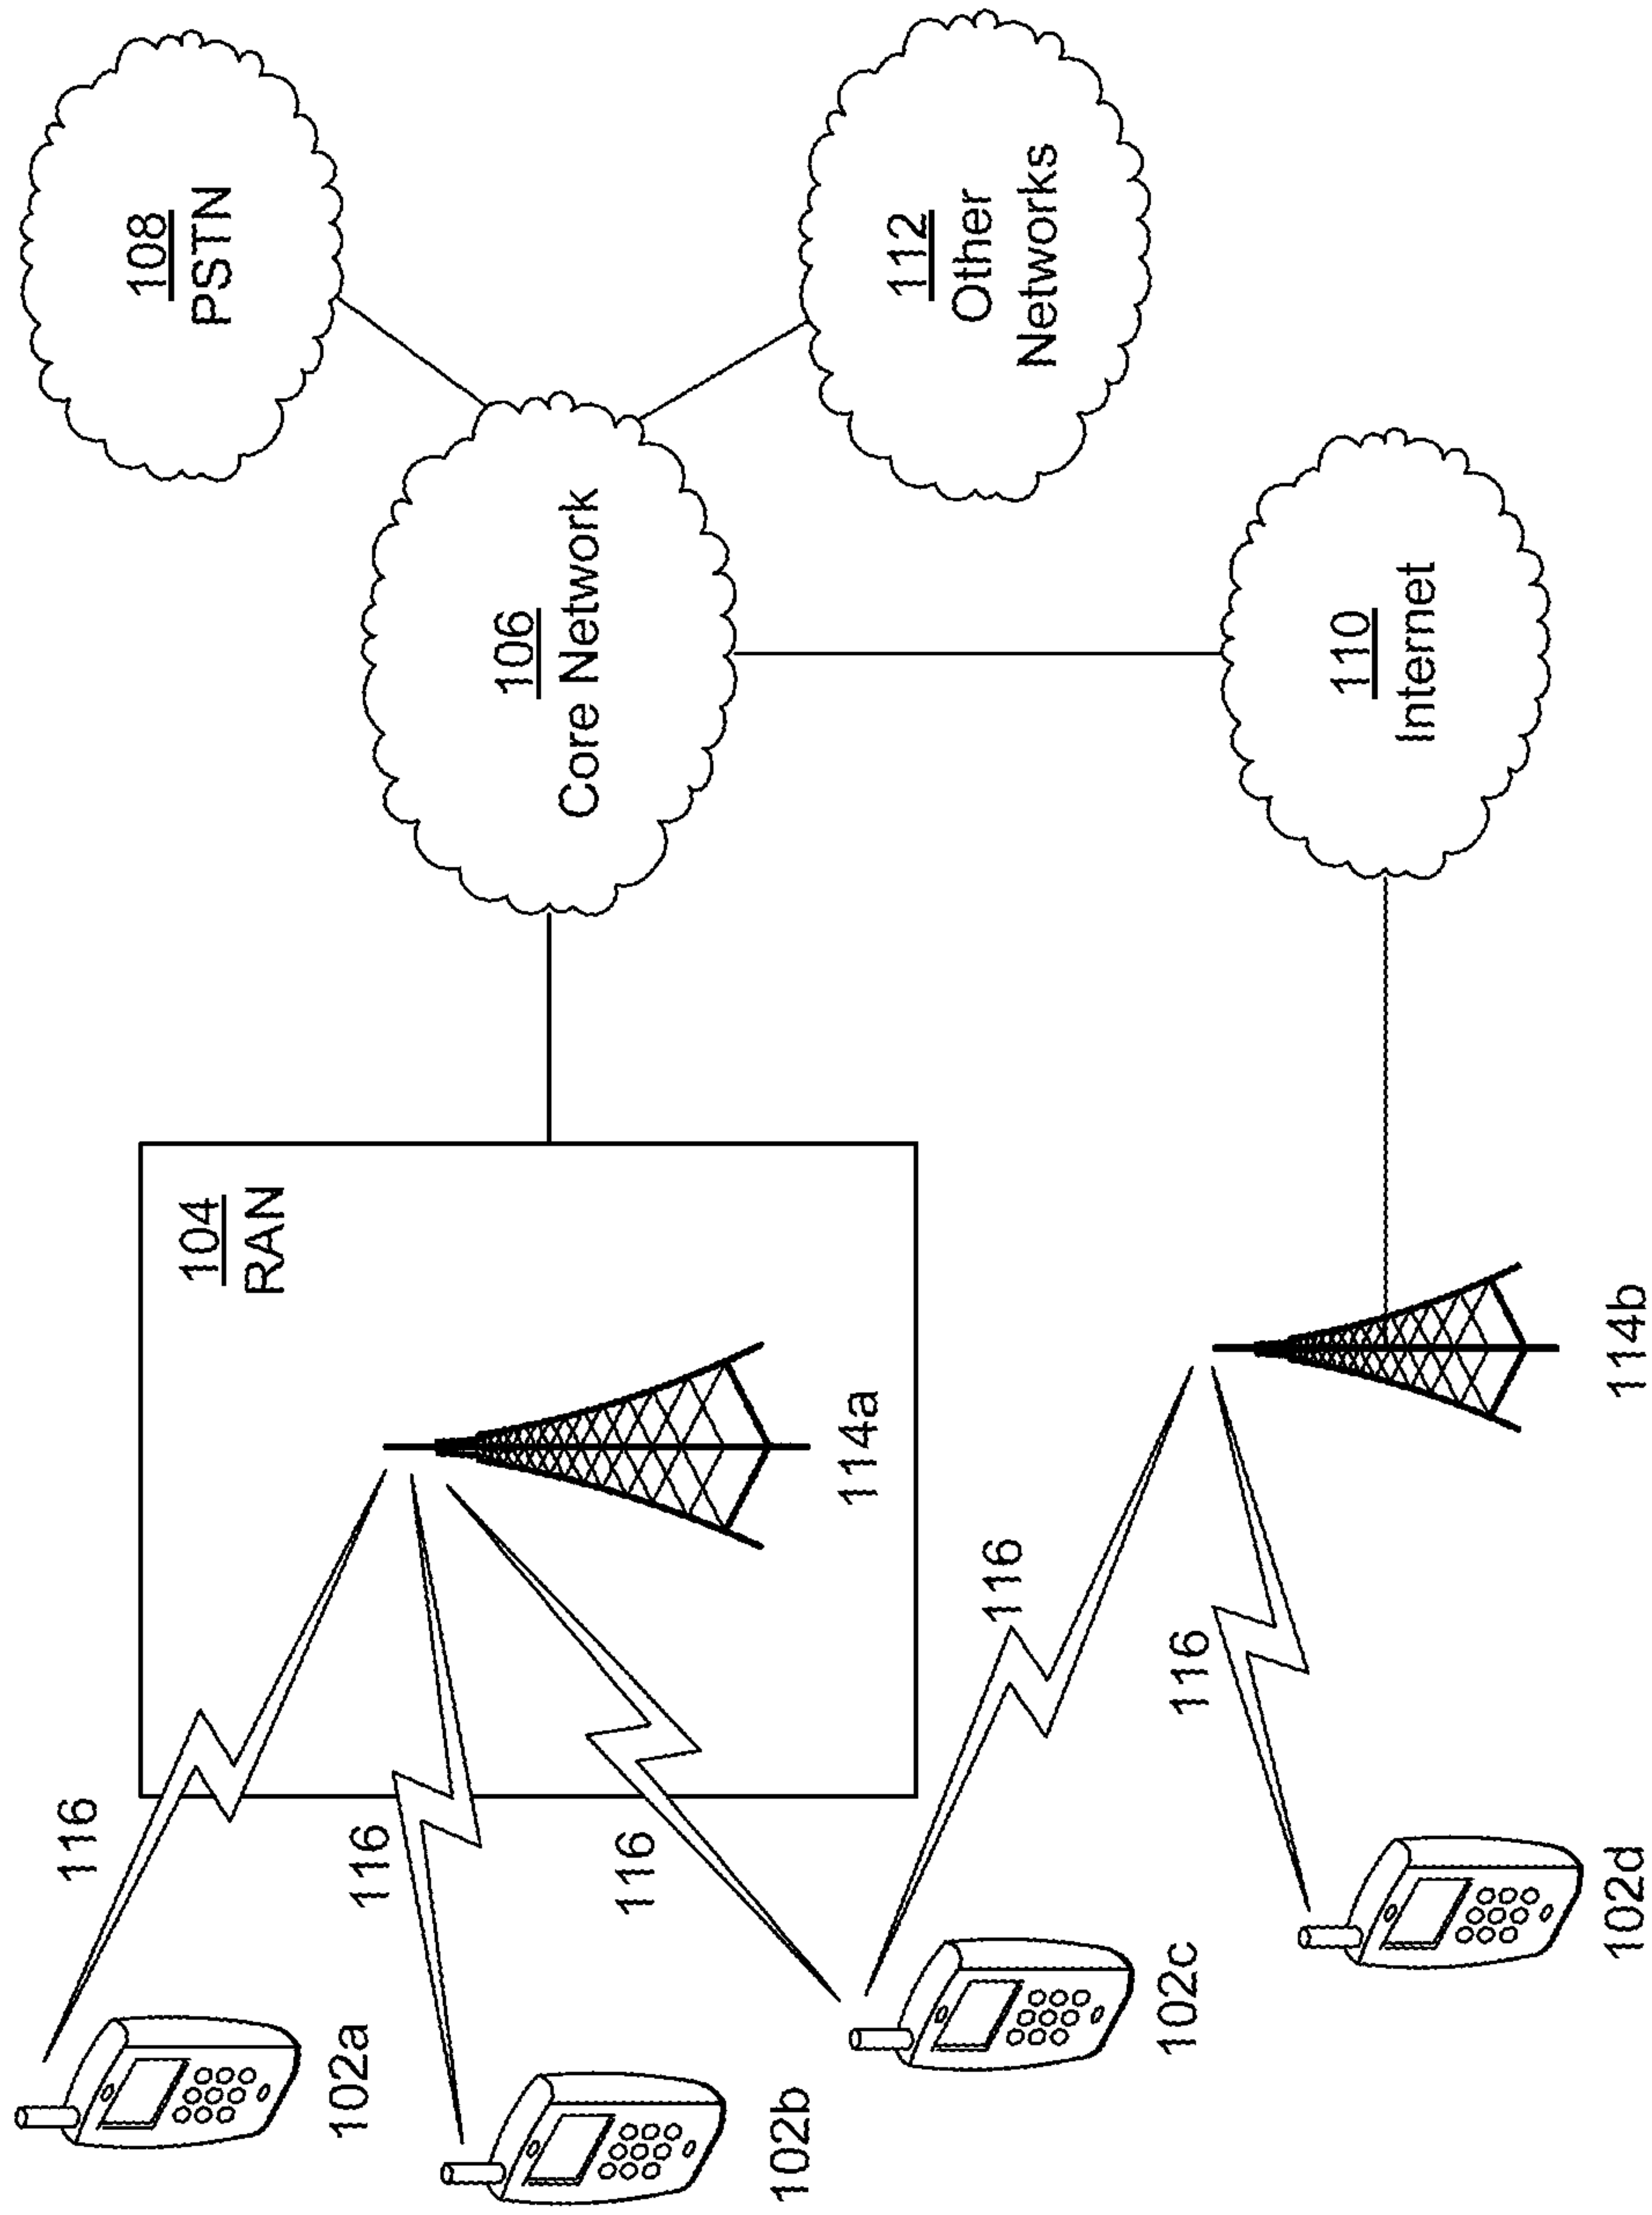 108
PSTN
106
Core Network
112
Other
Networks
110
Internet
104
RAN
114a
114b
116
116
116
116
116
102a
102b
102c
102d